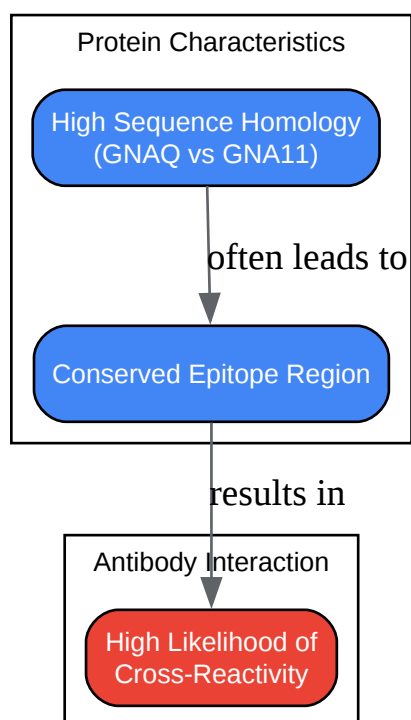 Protein Characteristics
High Sequence Homology
(GNAQ vs GNA11)
often leads to
Conserved Epitope Region
results in
Antibody Interaction
High Likelihood of
Cross-Reactivity